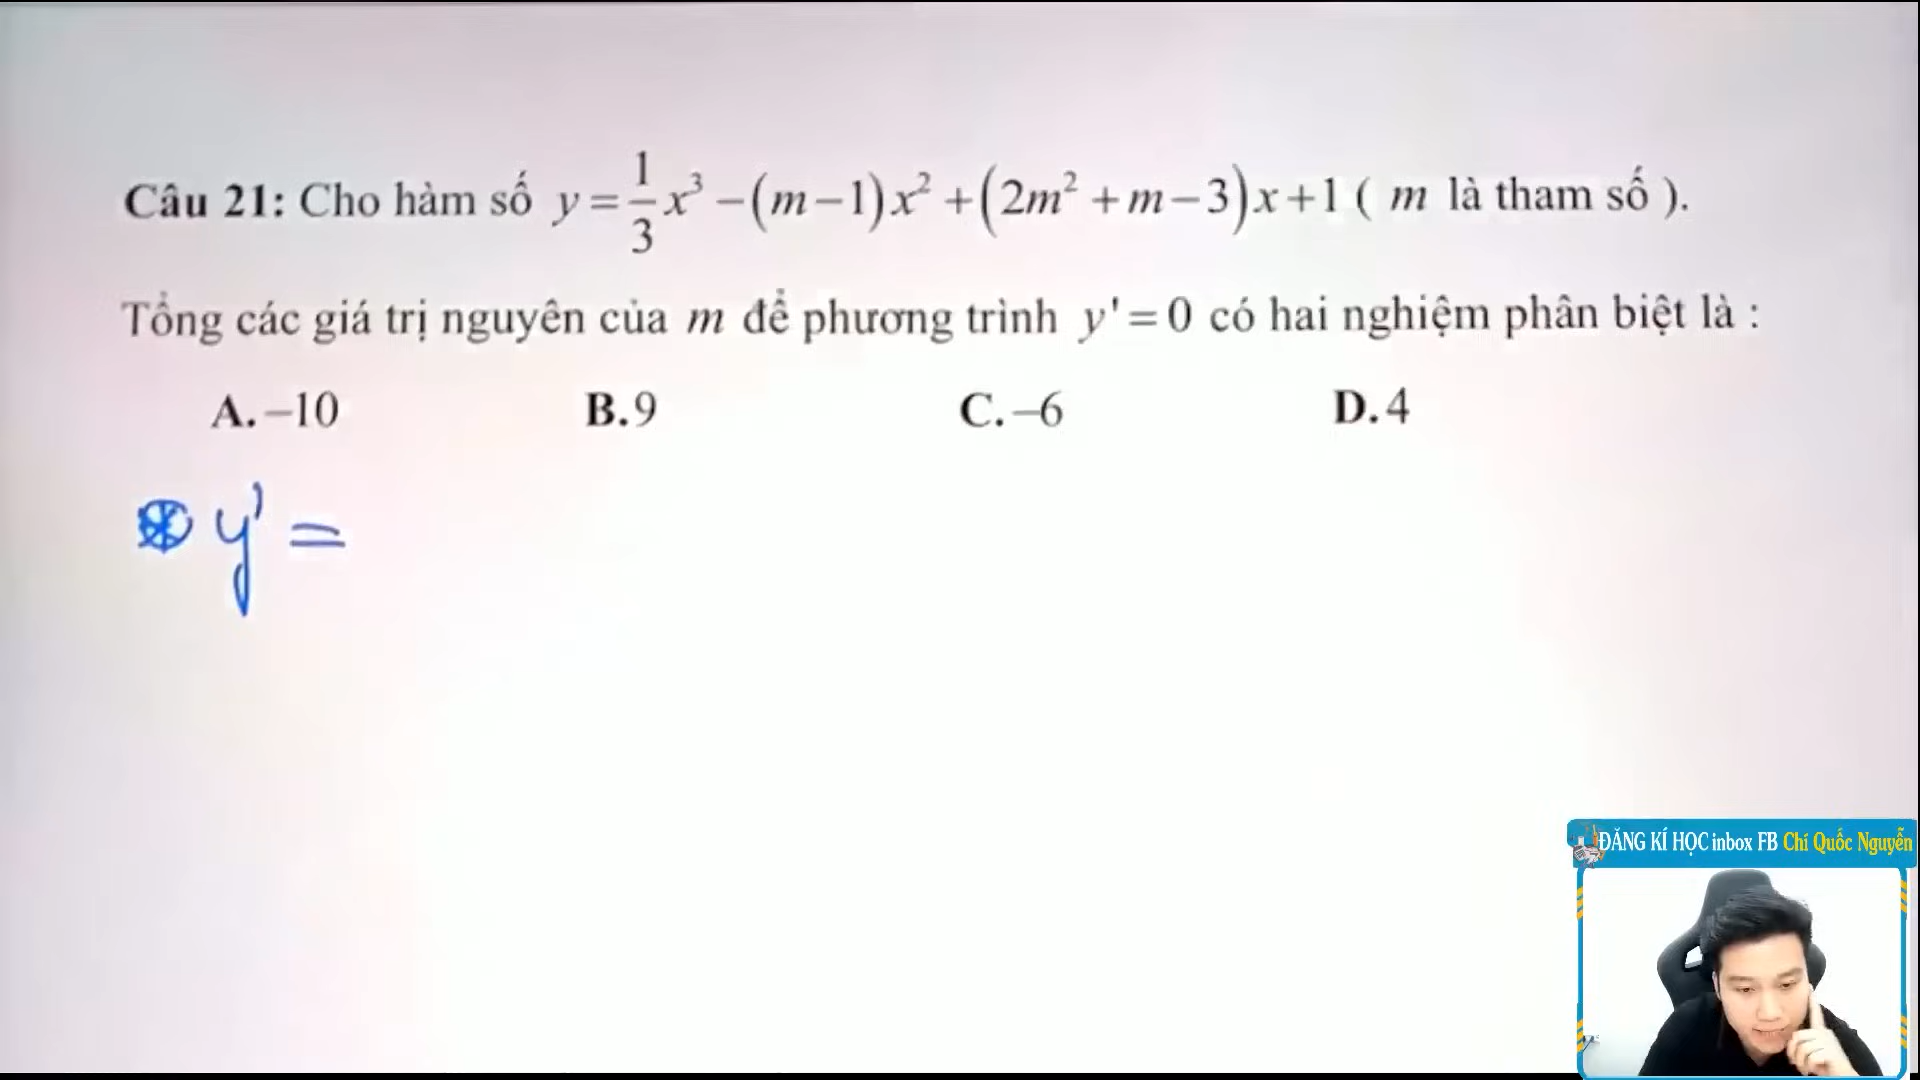 Câu 21: Cho hàm số y = \frac{1}{3}x³ − (m−1)x² + (2m² + m − 3)x + 1 ( m là tham số ).
Tổng các giá trị nguyên của m để phương trình y' = 0 có hai nghiệm phân biệt là :
A. −10 B. 9 C. −6 D. 4
⊛ y' =
ĐĂNG KÍ HỌC inbox FB Chí Quốc Nguyễn